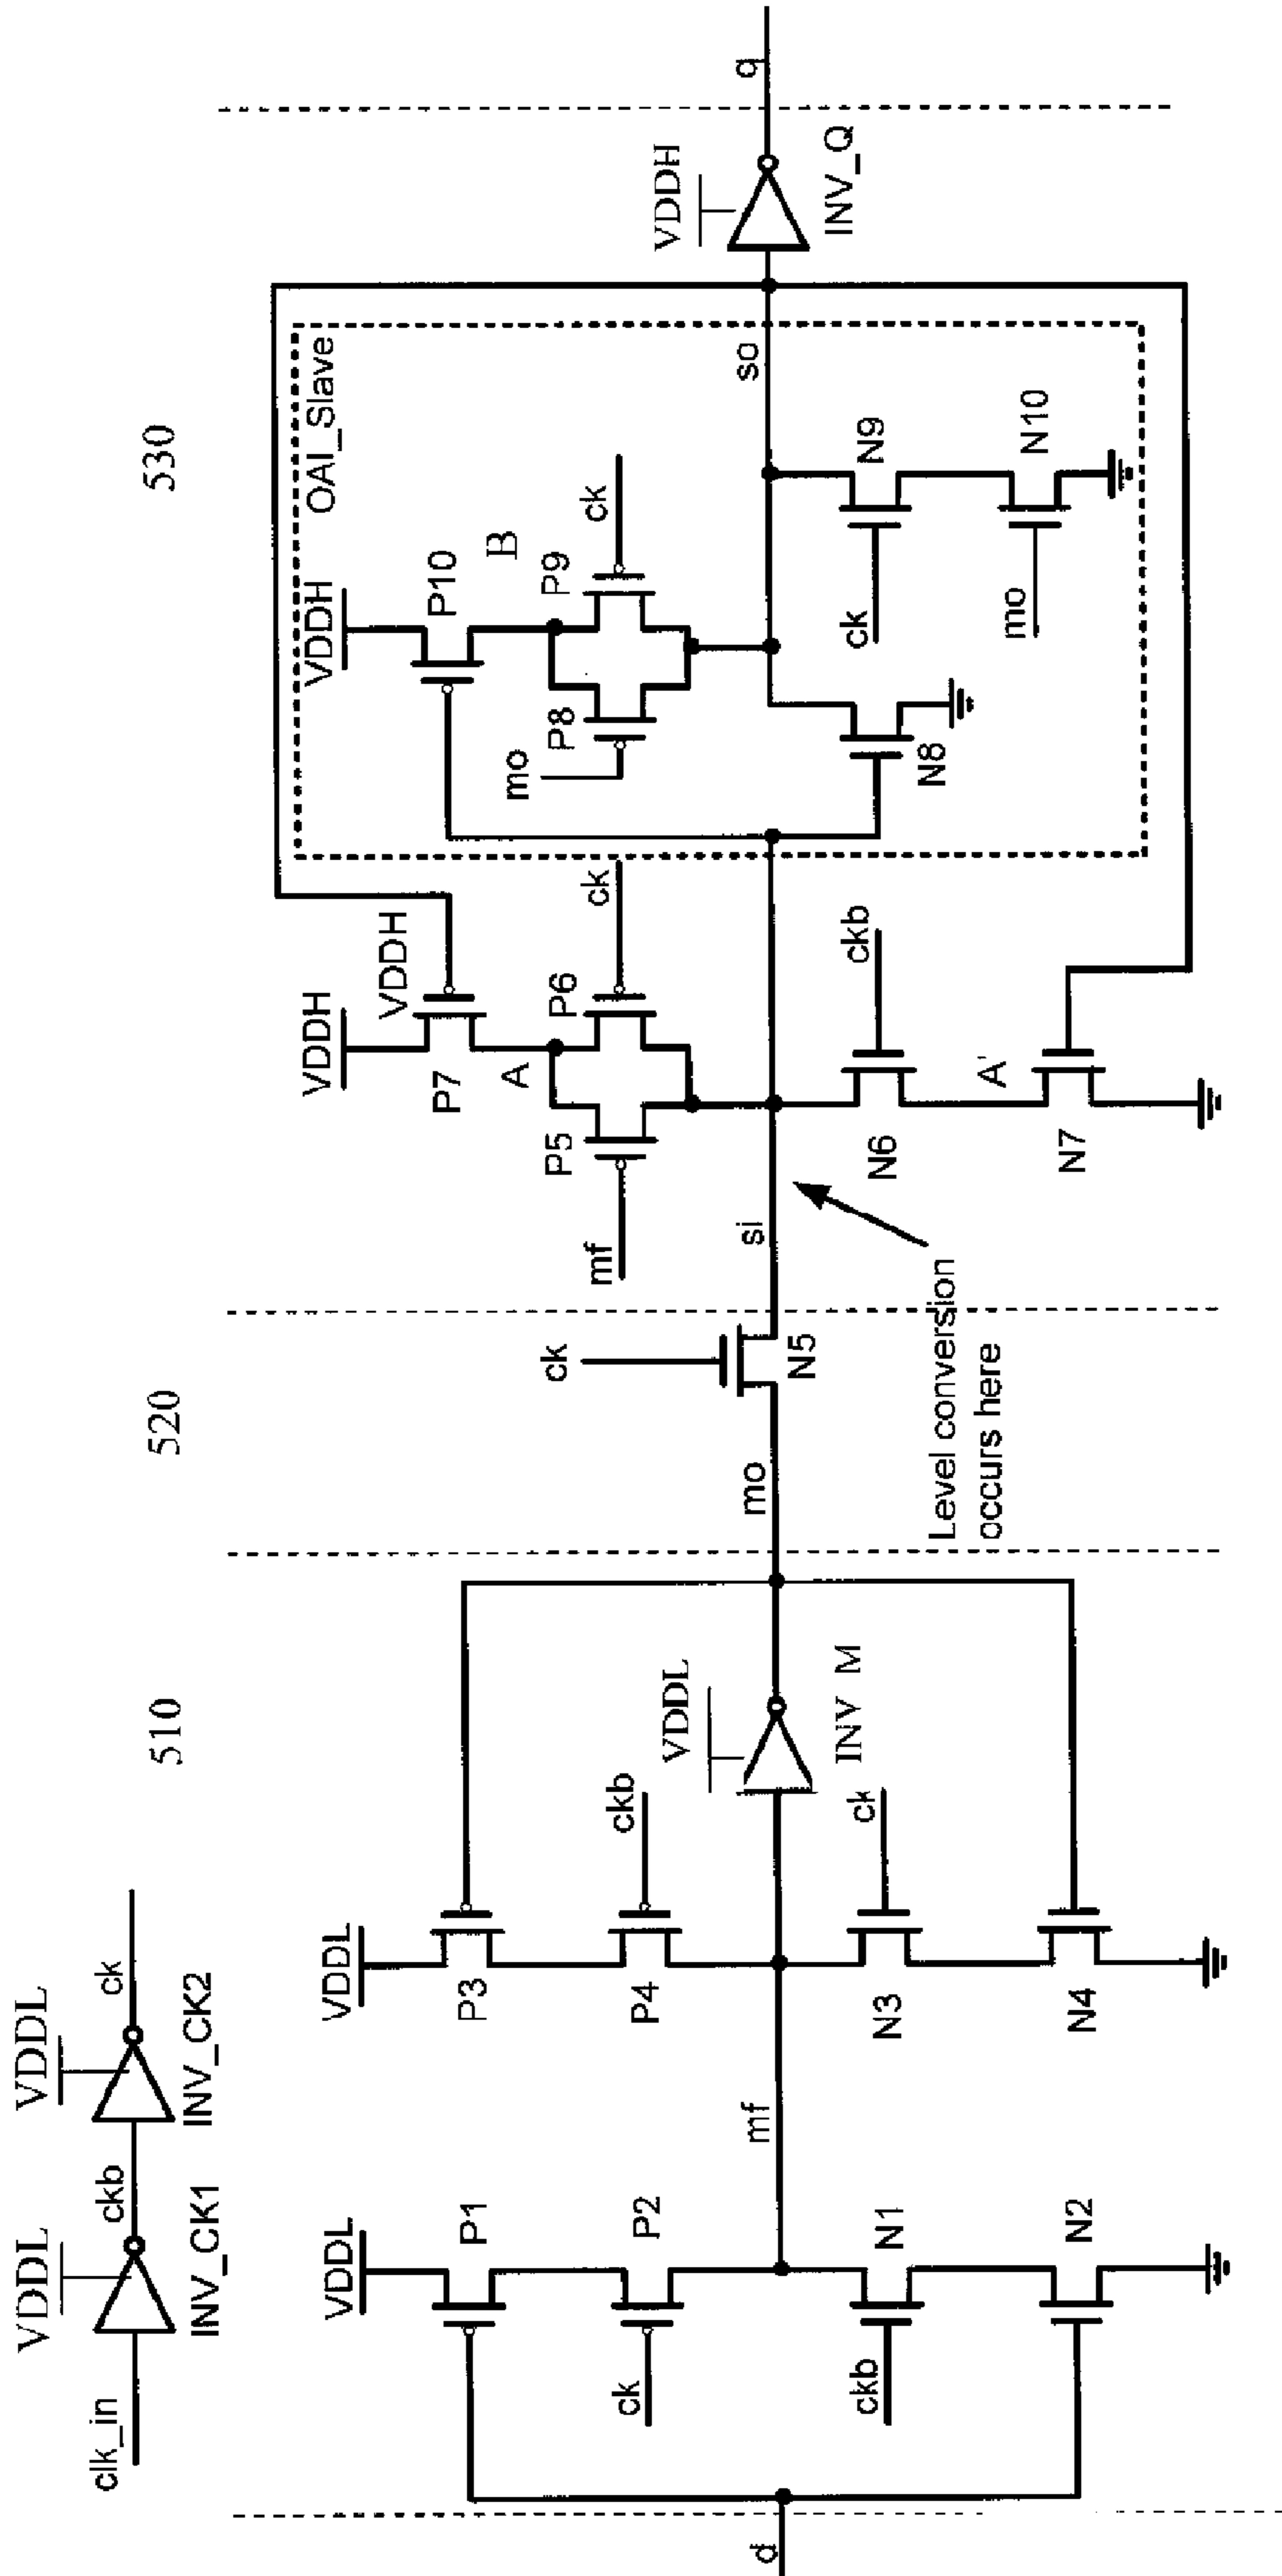 510
520
530
VDDL
VDDL
clk_in
ckb
ck
INV_CK1
INV_CK2
VDDL
P1
ck
P2
d
mf
ckb
N1
N2
VDDL
P3
ckb
P4
VDDL
INV M
ck
N3
N4
mo
ck
N5
si
Level conversion
occurs here
VDDH
VDDH
P7
A
mf
P5
P6
ck
ckb
N6
A'
N7
OAI_Slave
VDDH
P10
B
mo
P8
P9
ck
so
N8
ck
N9
mo
N10
VDDH
INV_Q
q